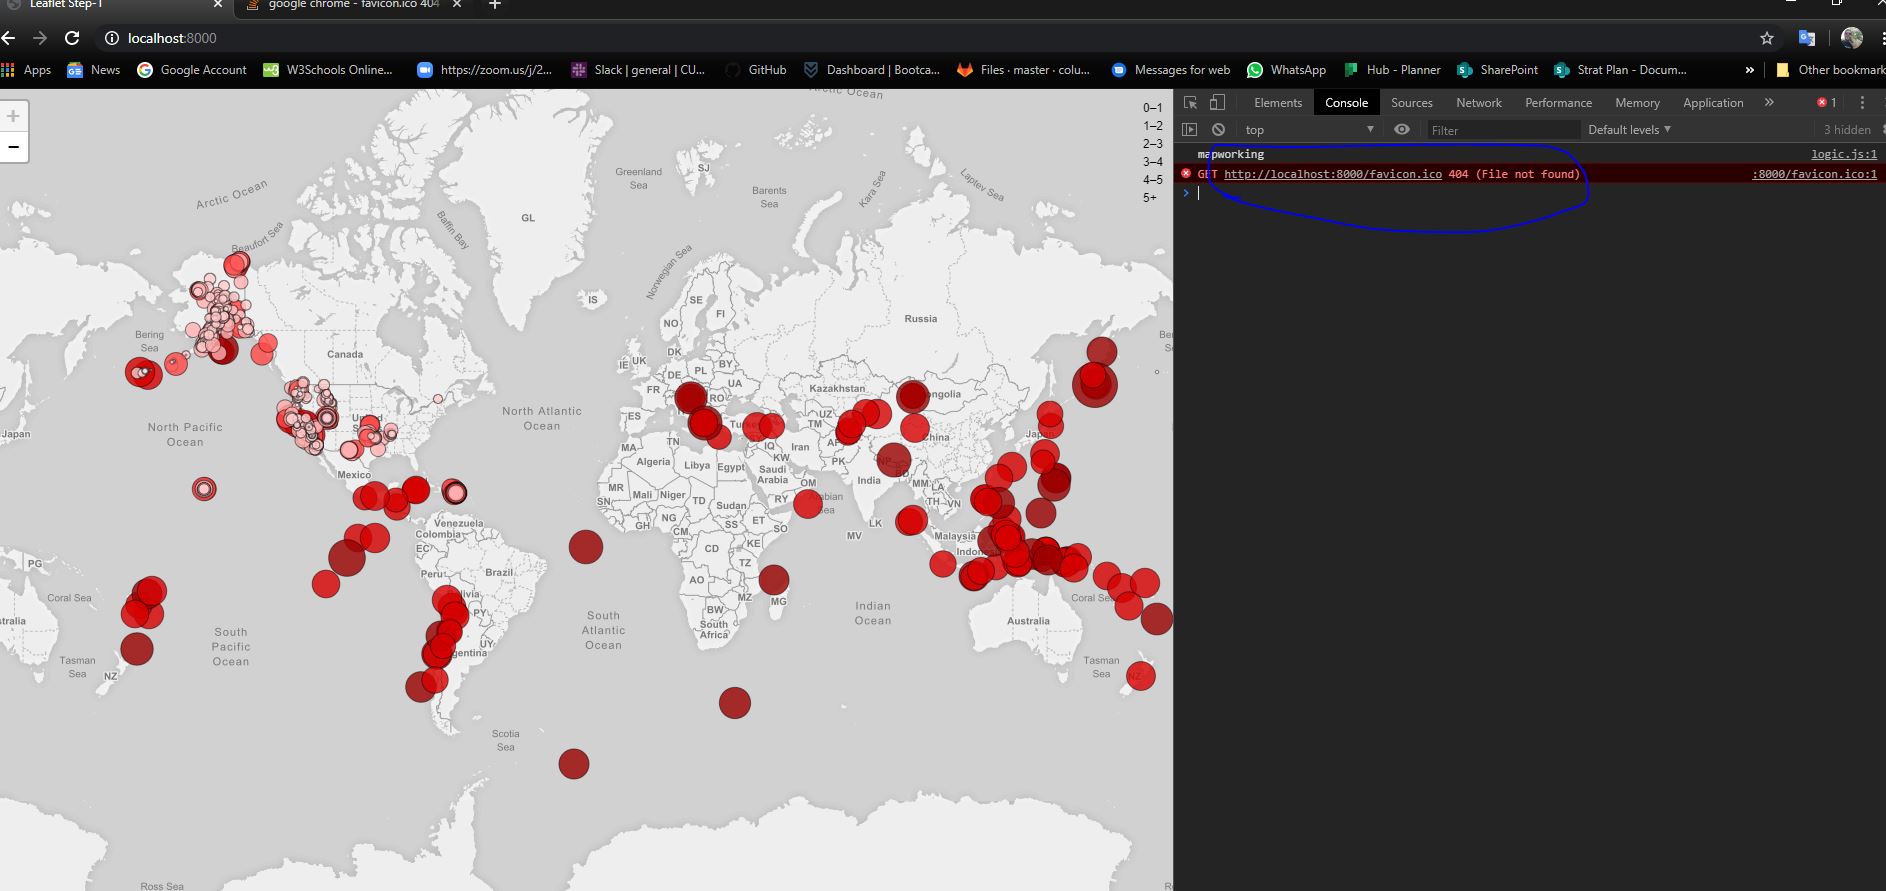 Leaflet Step-1
google chrome - favicon.ico 404
localhost:8000
Apps News Google Account W3Schools Online... https://zoom.us/j/2... Slack | general | CU... GitHub Dashboard | Bootca... Files · master · colu... Messages for web WhatsApp Hub - Planner SharePoint Strat Plan - Docum... » Other bookmark
+
−
0–1
1–2
2–3
3–4
4–5
5+
Arctic Ocean
Greenland
Sea
SJ
Barents
Sea
Kara Sea
Laptev Sea
Arctic Ocean
Beaufort Sea
Baffin Bay
GL
Norwegian Sea
IS
SE
FI
NO
Russia
Bering
Sea
Canada
DK
IE UK
BY
DE
PL
UA
FR
RO
Kazakhstan
ongolia
ES
UZ
TM
North Atlantic
Ocean
North Pacific
Ocean
Japan
United
Turke
China
Japa
TN
IQ
Iran
AF
MA
Algeria
Libya
Egypt
KW
Saudi
Arabia
PK
NP
BD
Mexico
OM
India
MM
LA
MR
Mali
Niger
TD
Sudan
RY
Arabian
Sea
TH
VN
SN
NG
SS
ET
SO
LK
GH
CM
MV
Malaysia
Venezuela
Colombia
KE
EC
CD
Indones
TZ
PG
Peru
Brazil
AO
MZ
MG
Coral Sea
Bolivia
PY
BW
Indian
Ocean
Coral Sea
stralia
South
Pacific
Ocean
South
Atlantic
Ocean
South
Africa
Australia
UY
gentina
Tasman
Sea
NZ
Tasman
Sea
NZ
Scotia
Sea
Ross Sea
Ross Sea
Elements Console Sources Network Performance Memory Application » 1
top Filter Default levels 3 hidden
mapworking logic.js:1
GET http://localhost:8000/favicon.ico 404 (File not found) :8000/favicon.ico:1